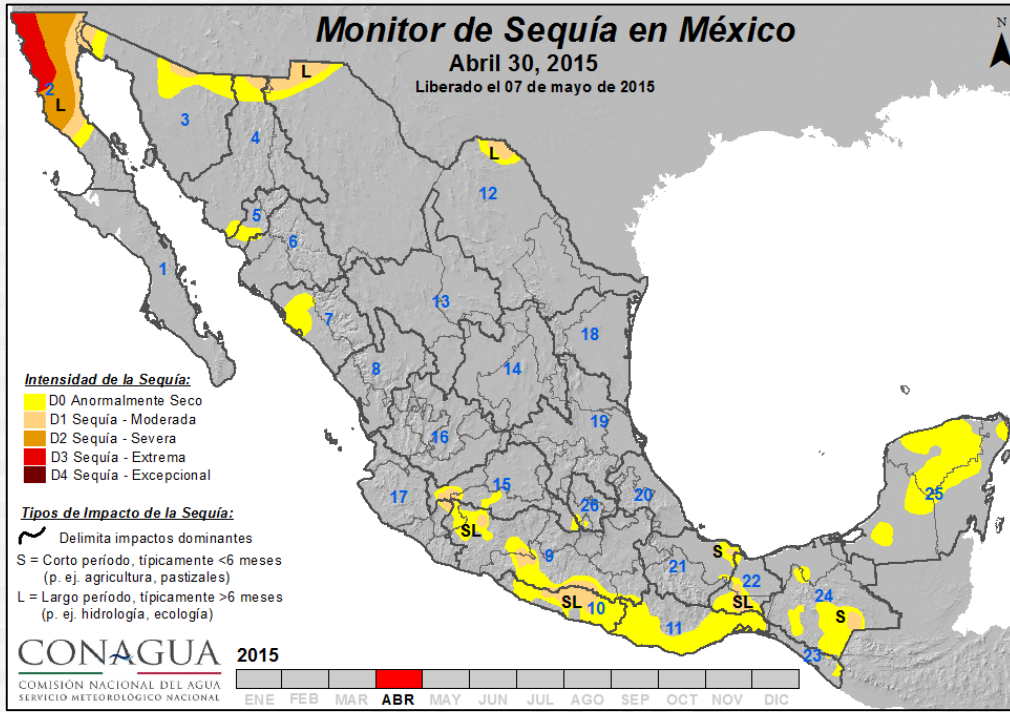 Monitor de Sequía en México
Abril 30, 2015
Liberado el 07 de mayo de 2015
N
L
2
L
3
4
L
12
5
6
1
13
7
18
8
14
19
16
15
17
26
20
25
SL
9
S
21
22
24
SL
10
SL
S
11
23
Intensidad de la Sequía:
D0 Anormalmente Seco
D1 Sequía - Moderada
D2 Sequía - Severa
D3 Sequía - Extrema
D4 Sequía - Excepcional
Tipos de Impacto de la Sequía:
Delimita impactos dominantes
S = Corto período, típicamente <6 meses
(p. ej. agricultura, pastizales)
L = Largo período, típicamente >6 meses
(p. ej. hidrología, ecología)
CONAGUA
COMISIÓN NACIONAL DEL AGUA
SERVICIO METEOROLÓGICO NACIONAL
2015
ENE FEB MAR ABR MAY JUN JUL AGO SEP OCT NOV DIC